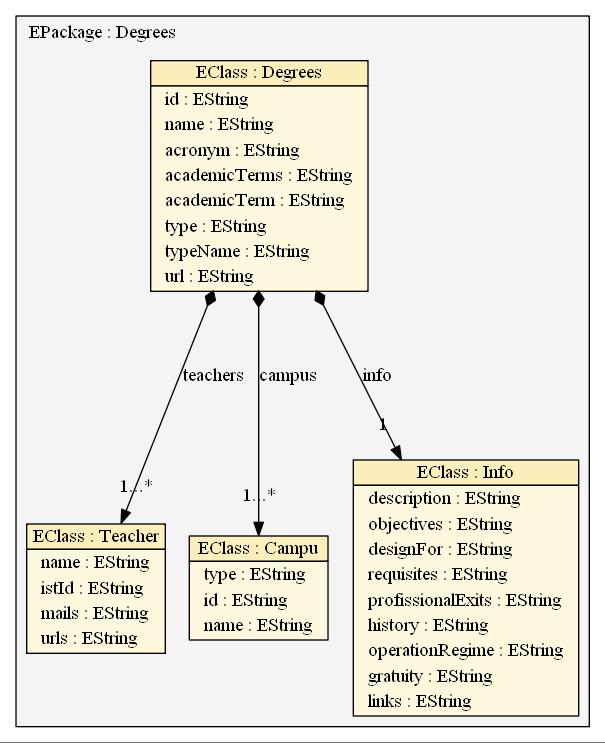 EPackage : Degrees
EClass : Degrees
id : EString
name : EString
acronym : EString
academicTerms : EString
academicTerm : EString
type : EString
typeName : EString
url : EString
teachers
campus
info
1
1...*
1...*
EClass : Teacher
name : EString
istId : EString
mails : EString
urls : EString
EClass : Campu
type : EString
id : EString
name : EString
EClass : Info
description : EString
objectives : EString
designFor : EString
requisites : EString
profissionalExits : EString
history : EString
operationRegime : EString
gratuity : EString
links : EString